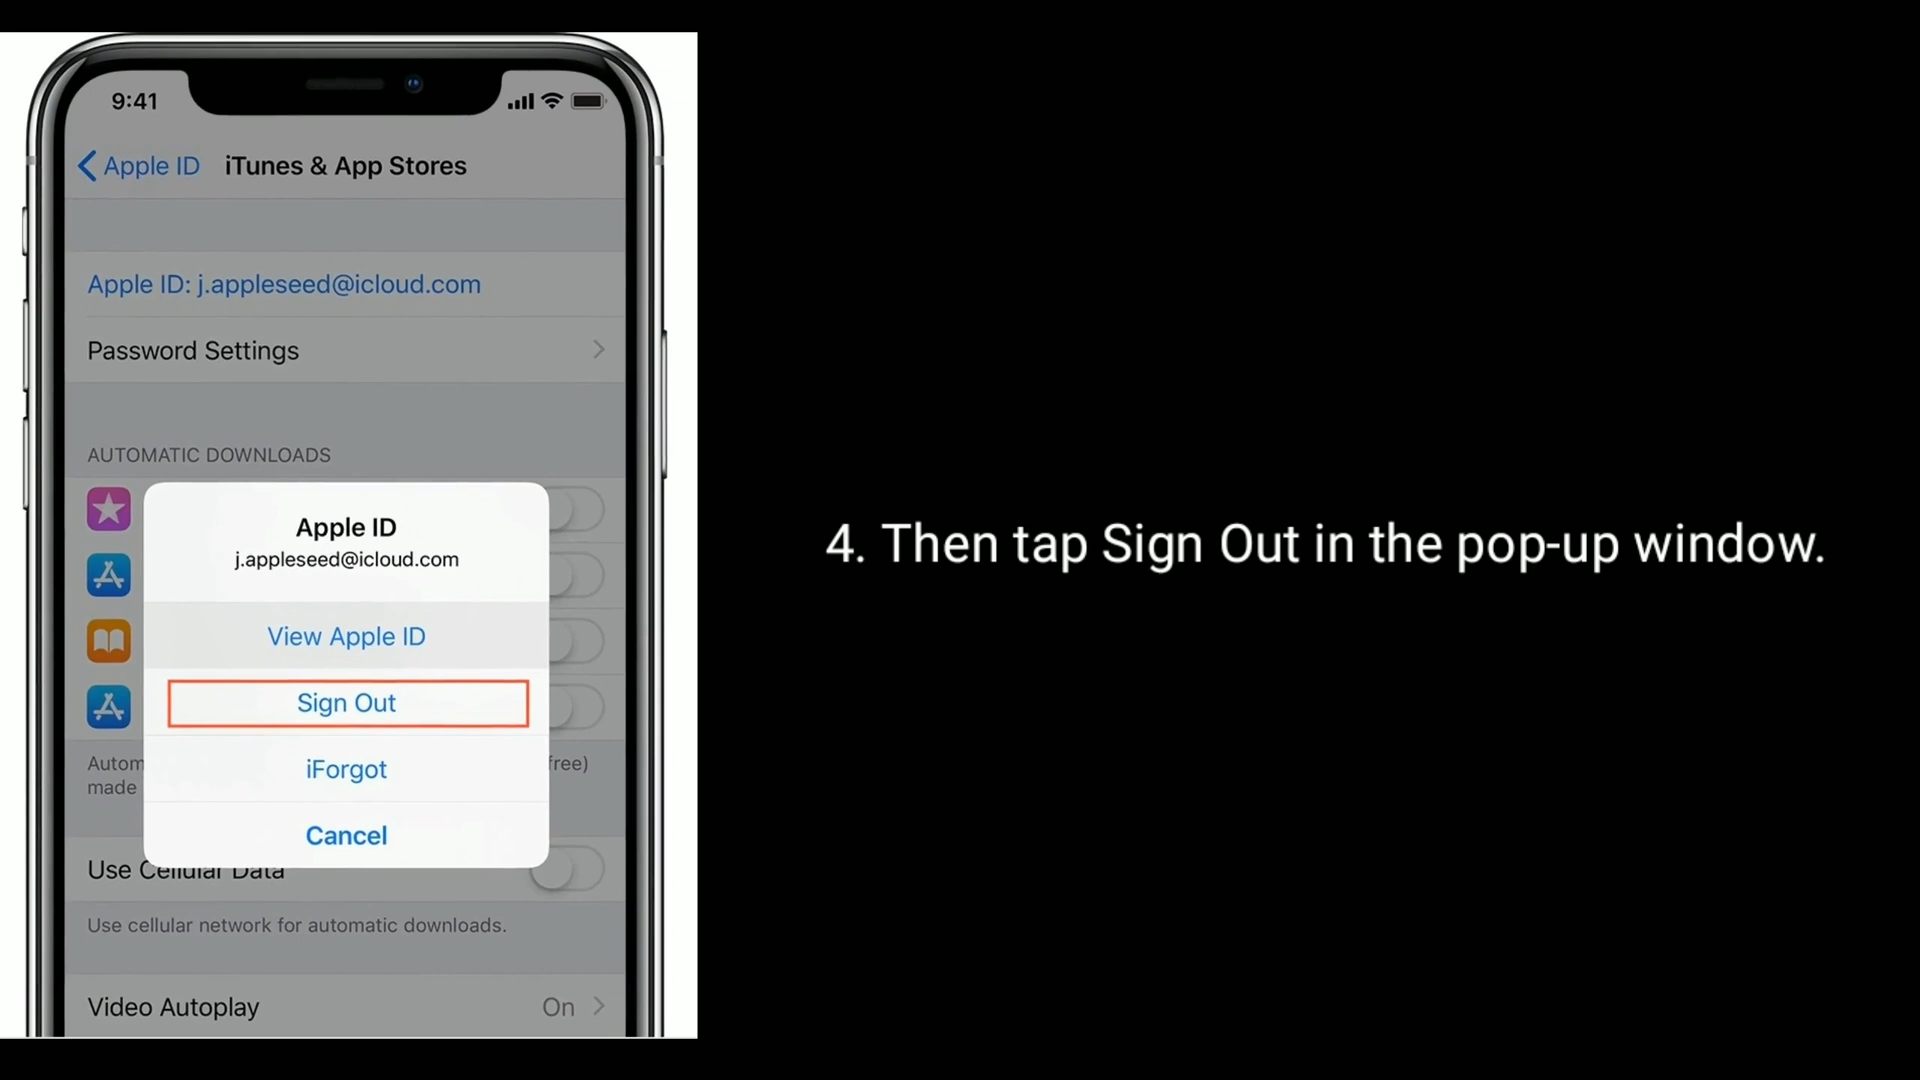 9:41
Apple ID iTunes & App Stores
Apple ID: j.appleseed@icloud.com
Password Settings
AUTOMATIC DOWNLOADS
Apple ID
j.appleseed@icloud.com
View Apple ID
Sign Out
iForgot
Cancel
Autom free)
made
Use Cellular Data
Use cellular network for automatic downloads.
Video Autoplay On
4. Then tap Sign Out in the pop-up window.